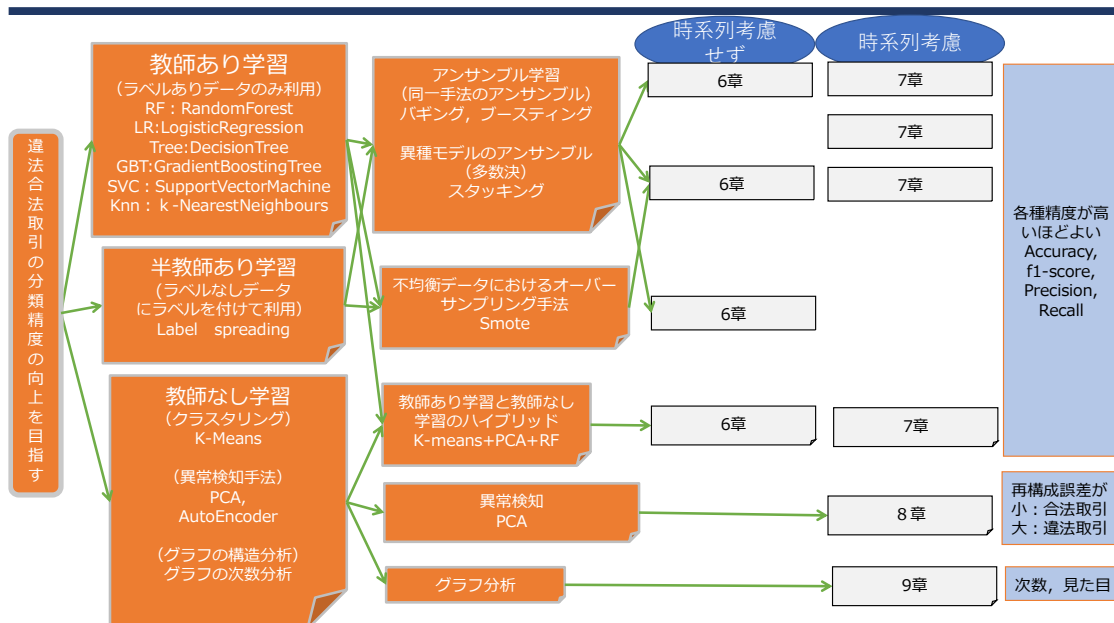 時系列考慮
せず
時系列考慮
違法合法取引の分類精度の向上を目指す
教師あり学習
(ラベルありデータのみ利用)
RF：RandomForest
LR:LogisticRegression
Tree:DecisionTree
GBT:GradientBoostingTree
SVC：SupportVectorMachine
Knn：ｋ-NearestNeighbours
半教師あり学習
(ラベルなしデータ
にラベルを付けて利用)
Label　spreading
教師なし学習
(クラスタリング)
K-Means
(異常検知手法)
PCA,
AutoEncoder
(グラフの構造分析)
グラフの次数分析
アンサンブル学習
(同一手法のアンサンブル)
バギング，ブースティング
異種モデルのアンサンブル
(多数決)
スタッキング
不均衡データにおけるオーバー
サンプリング手法
Smote
教師あり学習と教師なし
学習のハイブリッド
K-means+PCA+RF
異常検知
PCA
グラフ分析
6章
7章
7章
6章
7章
6章
6章
7章
８章
9章
各種精度が高
いほどよい
Accuracy,
f1-score,
Precision,
Recall
再構成誤差が
小：合法取引
大：違法取引
次数，見た目